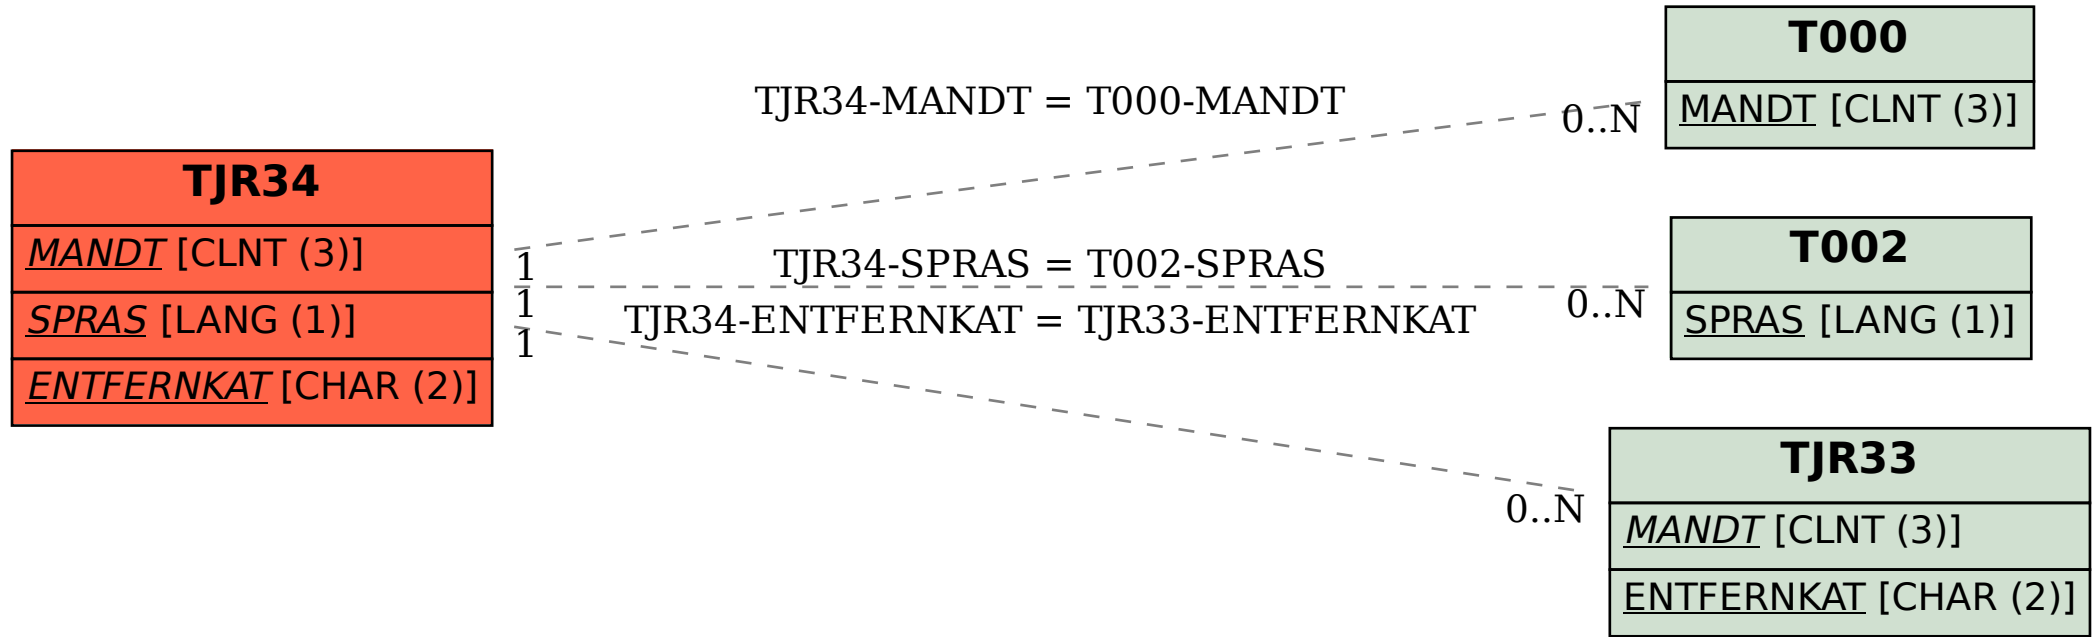 TJR34
MANDT [CLNT (3)]
SPRAS [LANG (1)]
ENTFERNKAT [CHAR (2)]
TJR34-MANDT = T000-MANDT
1
0..N
TJR34-SPRAS = T002-SPRAS
1
0..N
TJR34-ENTFERNKAT = TJR33-ENTFERNKAT
1
0..N
T000
MANDT [CLNT (3)]
T002
SPRAS [LANG (1)]
TJR33
MANDT [CLNT (3)]
ENTFERNKAT [CHAR (2)]